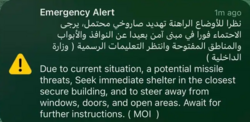 Emergency Alert
1m ago
نظرا للأوضاع الراهنة تهديد صاروخي محتمل، يرجى
الاحتماء فورا في مبنى آمن بعيدا عن النوافذ والأبواب
والمناطق المفتوحة وانتظر التعليمات الرسمية ( وزارة
الداخلية )
Due to current situation, a potential missile
threats, Seek immediate shelter in the closest
secure building, and to steer away from
windows, doors, and open areas. Await for
further instructions. ( MOI )